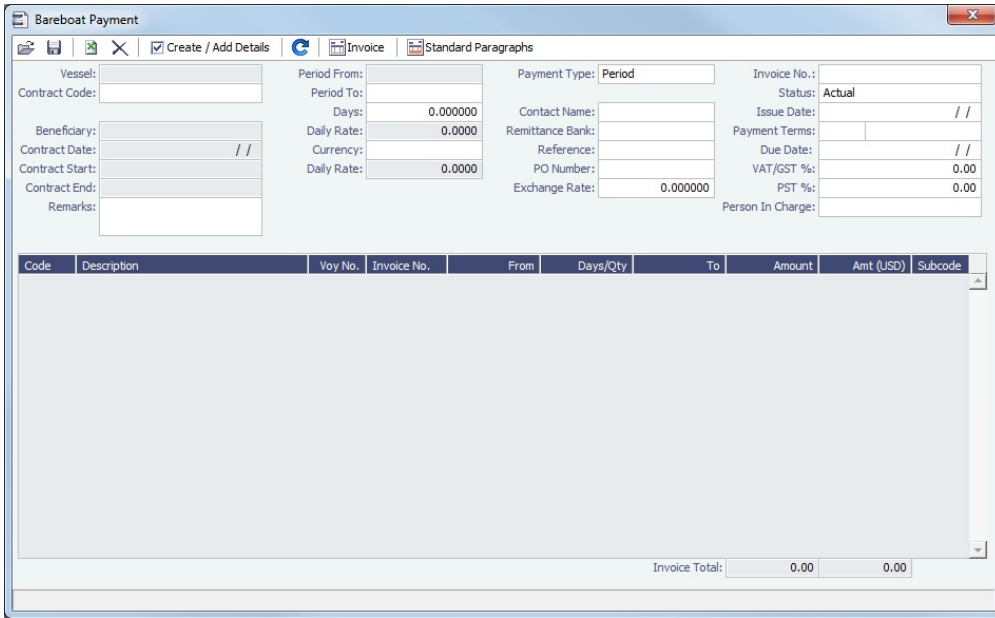 Bareboat Payment
Create / Add Details Invoice Standard Paragraphs
Vessel: Period From: Payment Type: Period Invoice No.:
Contract Code: Period To: Status: Actual
Days: 0.000000 Contact Name: Issue Date: / /
Beneficiary: Daily Rate: 0.0000 Remittance Bank: Payment Terms:
Contract Date: / / Currency: Reference: Due Date: / /
Contract Start: Daily Rate: 0.0000 PO Number: VAT/GST %: 0.00
Contract End: Exchange Rate: 0.000000 PST %: 0.00
Remarks: Person In Charge:
Code Description Voy No. Invoice No. From Days/Qty To Amount Amt (USD) Subcode
Invoice Total: 0.00 0.00